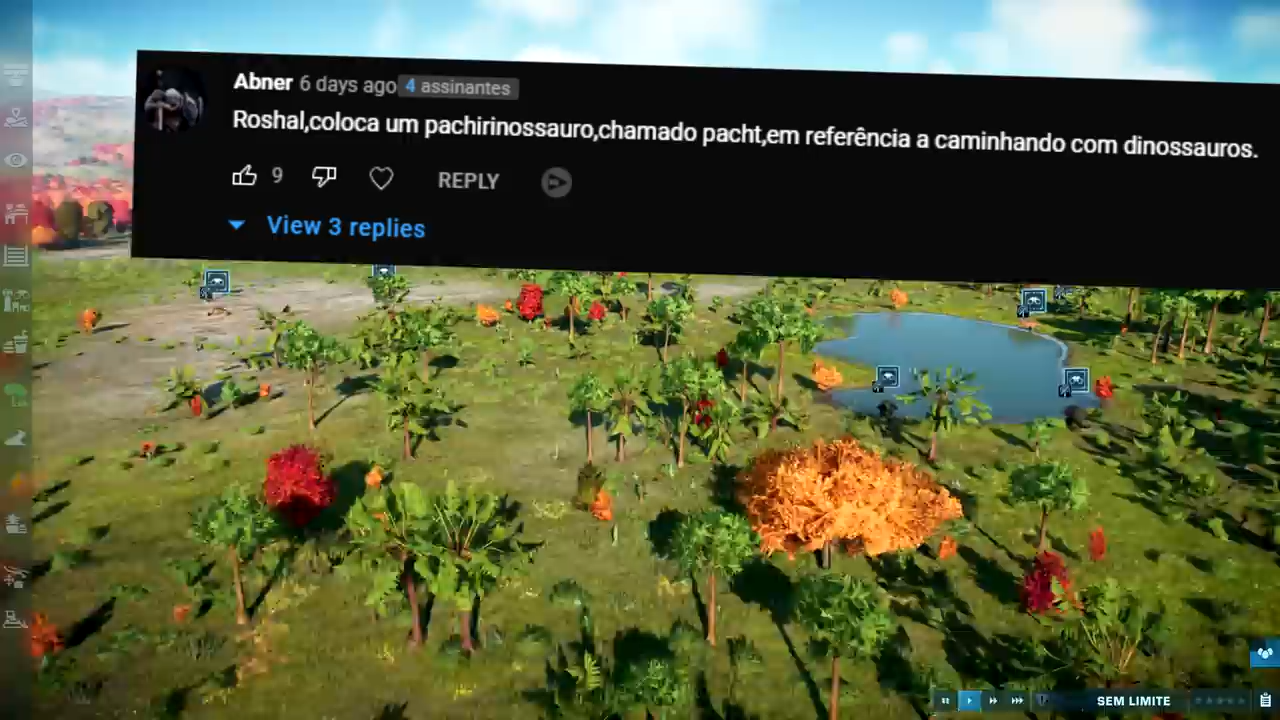 Abner 6 days ago 4 assinantes
Roshal,coloca um pachirinossauro,chamado pacht,em referência a caminhando com dinossauros.
9 REPLY
View 3 replies
SEM LIMITE